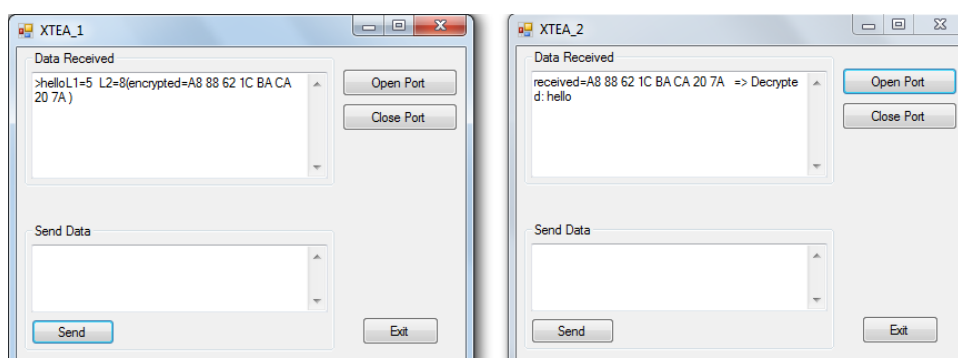 XTEA_1
Data Received
>helloL1=5 L2=8(encrypted=A8 88 62 1C BA CA
20 7A )
Open Port
Close Port
Send Data
Send
Exit
XTEA_2
Data Received
received=A8 88 62 1C BA CA 20 7A => Decrypte
d: hello
Open Port
Close Port
Send Data
Send
Exit